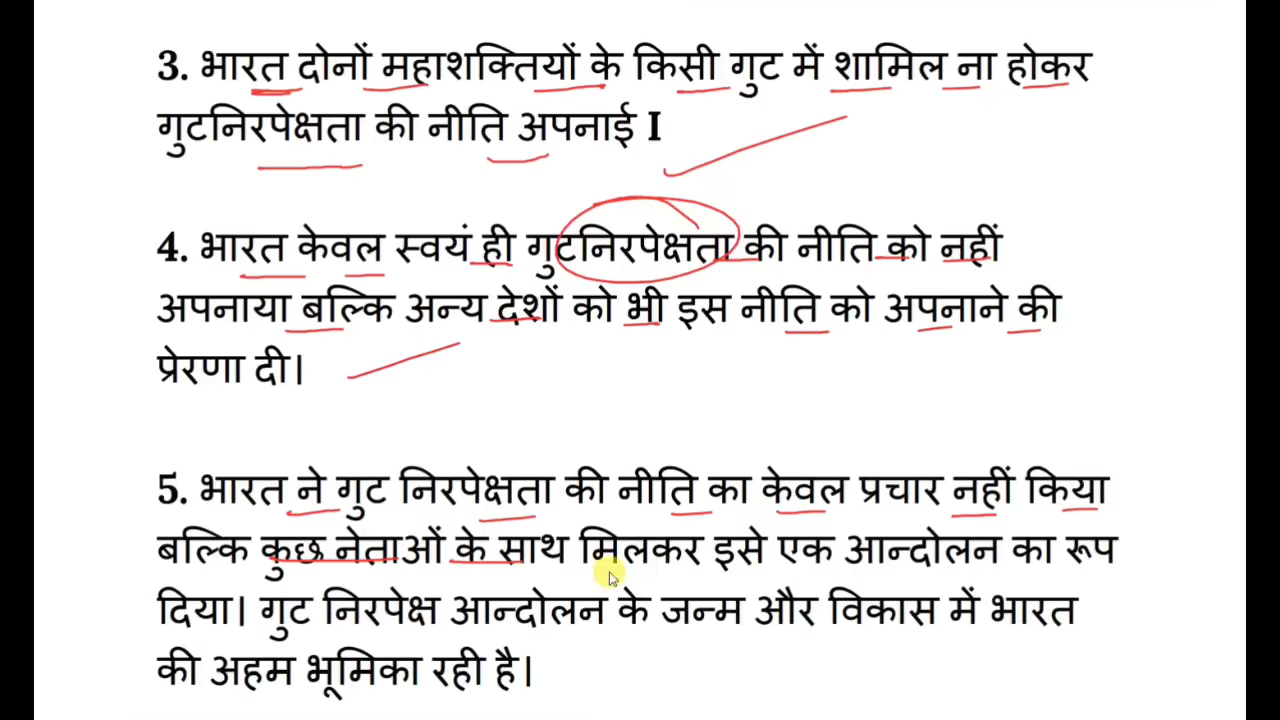 3. भारत दोनों महाशक्तियों के किसी गुट में शामिल ना होकर
गुटनिरपेक्षता की नीति अपनाई I
4. भारत केवल स्वयं ही गुटनिरपेक्षता की नीति को नहीं
अपनाया बल्कि अन्य देशों को भी इस नीति को अपनाने की
प्रेरणा दी।
5. भारत ने गुट निरपेक्षता की नीति का केवल प्रचार नहीं किया
बल्कि कुछ नेताओं के साथ मिलकर इसे एक आन्दोलन का रूप
दिया। गुट निरपेक्ष आन्दोलन के जन्म और विकास में भारत
की अहम भूमिका रही है।